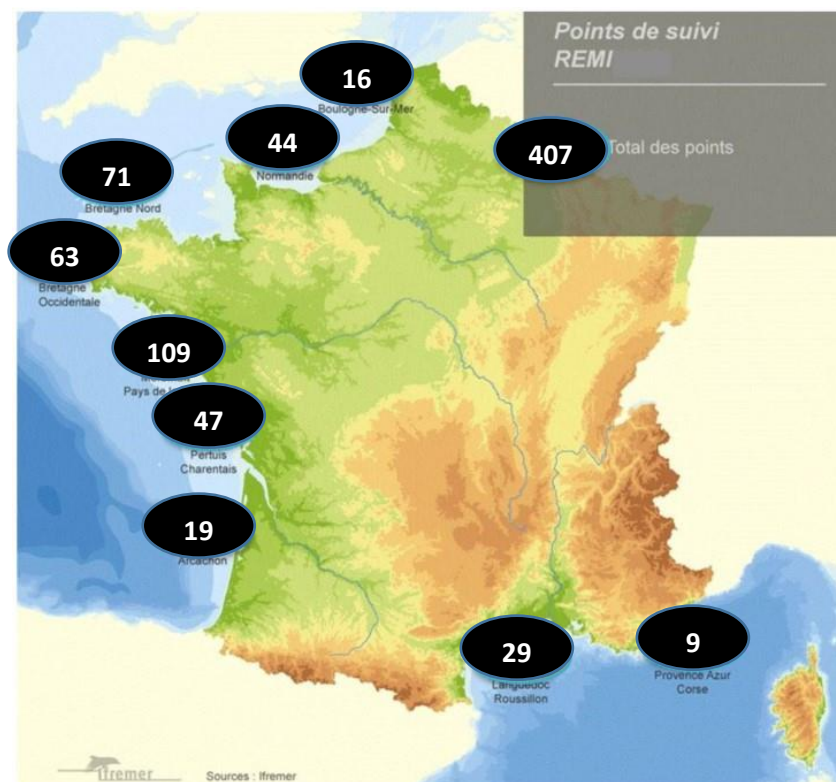 Points de suivi
REMI
407
Total des points
16
Boulogne-Sur-Mer
44
Normandie
71
Bretagne Nord
63
Bretagne
Occidentale
109
Pays de
47
Pertuis
Charentais
19
Arcachon
29
Languedoc
Roussillon
9
Provence Azur
Corse
ifremer
Sources : Ifremer